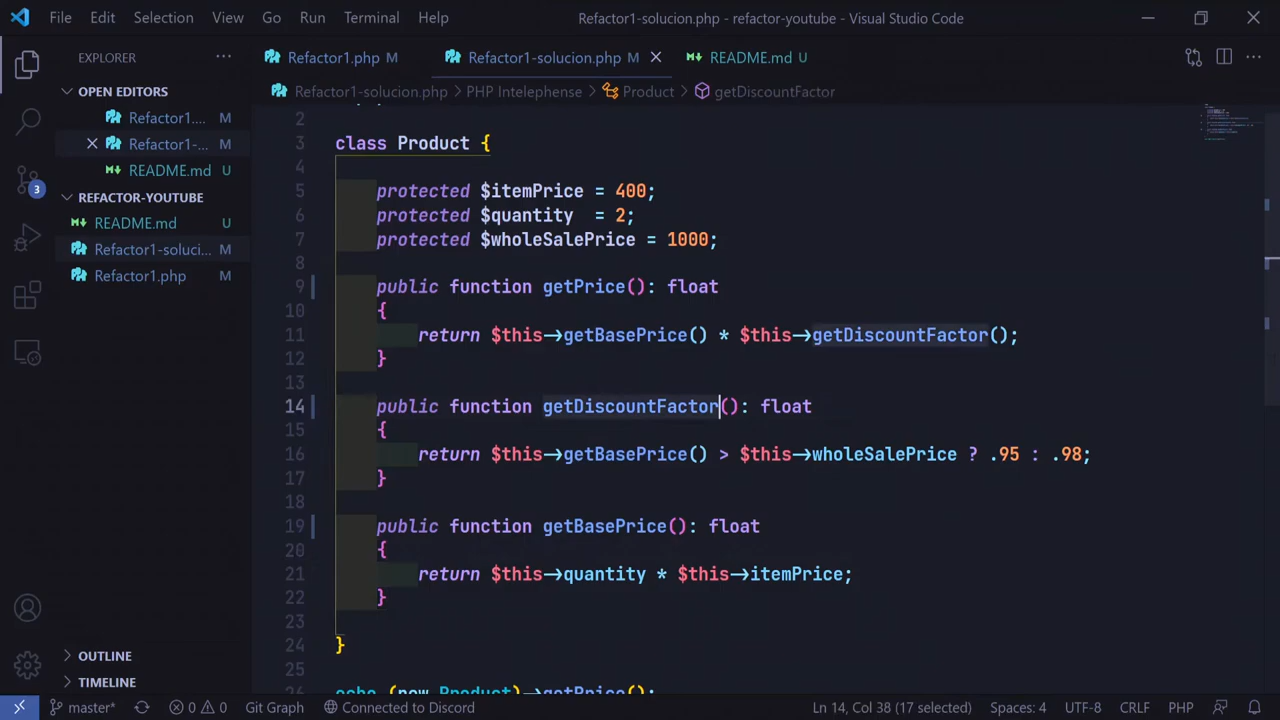 File Edit Selection View Go Run Terminal Help Refactor1-solucion.php - refactor-youtube - Visual Studio Code
EXPLORER ··· Refactor1.php M Refactor1-solucion.php M README.md U
OPEN EDITORS Refactor1-solucion.php > PHP Intelephense > Product > getDiscountFactor
Refactor1.... M
Refactor1-... M
README.md U
REFACTOR-YOUTUBE
README.md U
Refactor1-soluci... M
Refactor1.php M
3
2
3 class Product {
4
5 protected $itemPrice = 400;
6 protected $quantity = 2;
7 protected $wholeSalePrice = 1000;
8
9 public function getPrice(): float
10 {
11 return $this->getBasePrice() * $this->getDiscountFactor();
12 }
13
14 public function getDiscountFactor(): float
15 {
16 return $this->getBasePrice() > $this->wholeSalePrice ? .95 : .98;
17 }
18
19 public function getBasePrice(): float
20 {
21 return $this->quantity * $this->itemPrice;
22 }
23
24 }
25
26 echo (new Product)->getPrice();
OUTLINE
TIMELINE
master* 0 0 Git Graph Connected to Discord Ln 14, Col 38 (17 selected) Spaces: 4 UTF-8 CRLF PHP